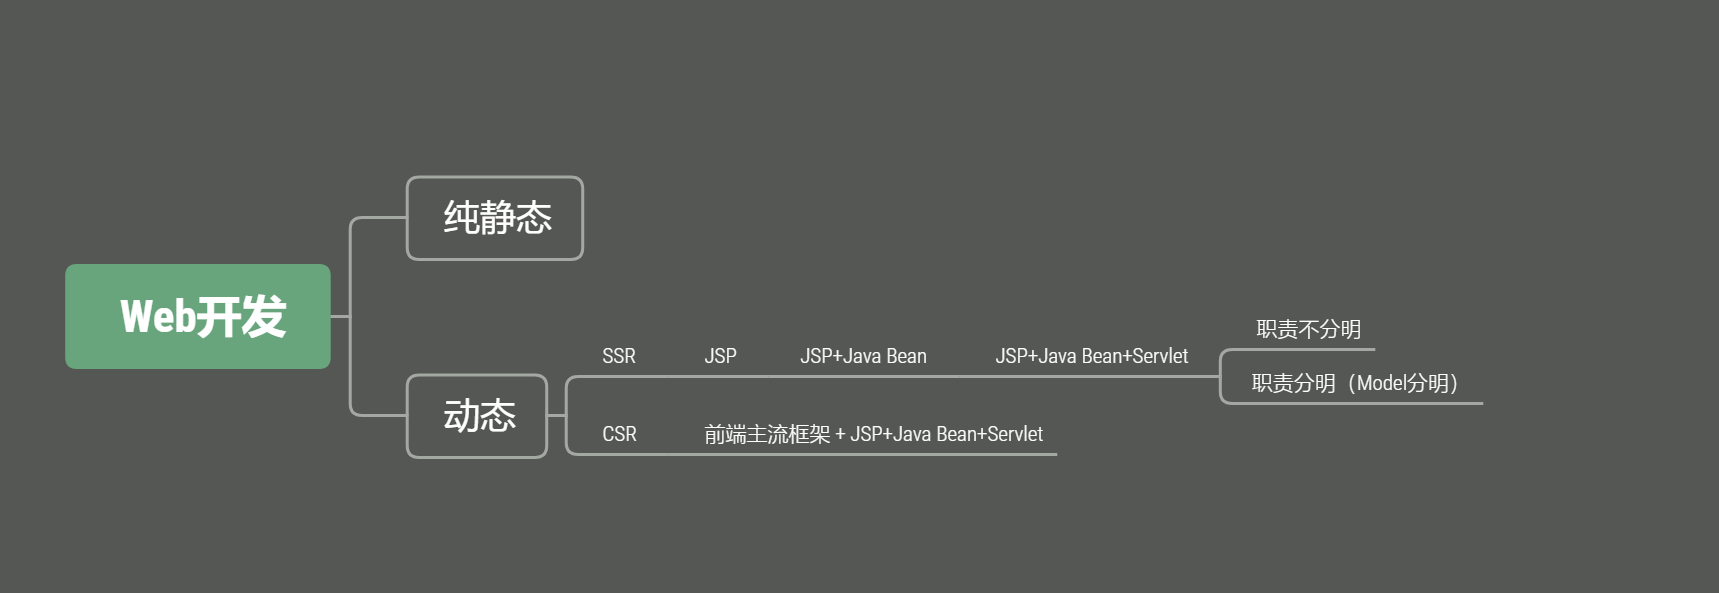 Web开发
纯静态
动态
SSR
JSP
JSP+Java Bean
JSP+Java Bean+Servlet
职责不分明
职责分明（Model分明）
CSR
前端主流框架 + JSP+Java Bean+Servlet